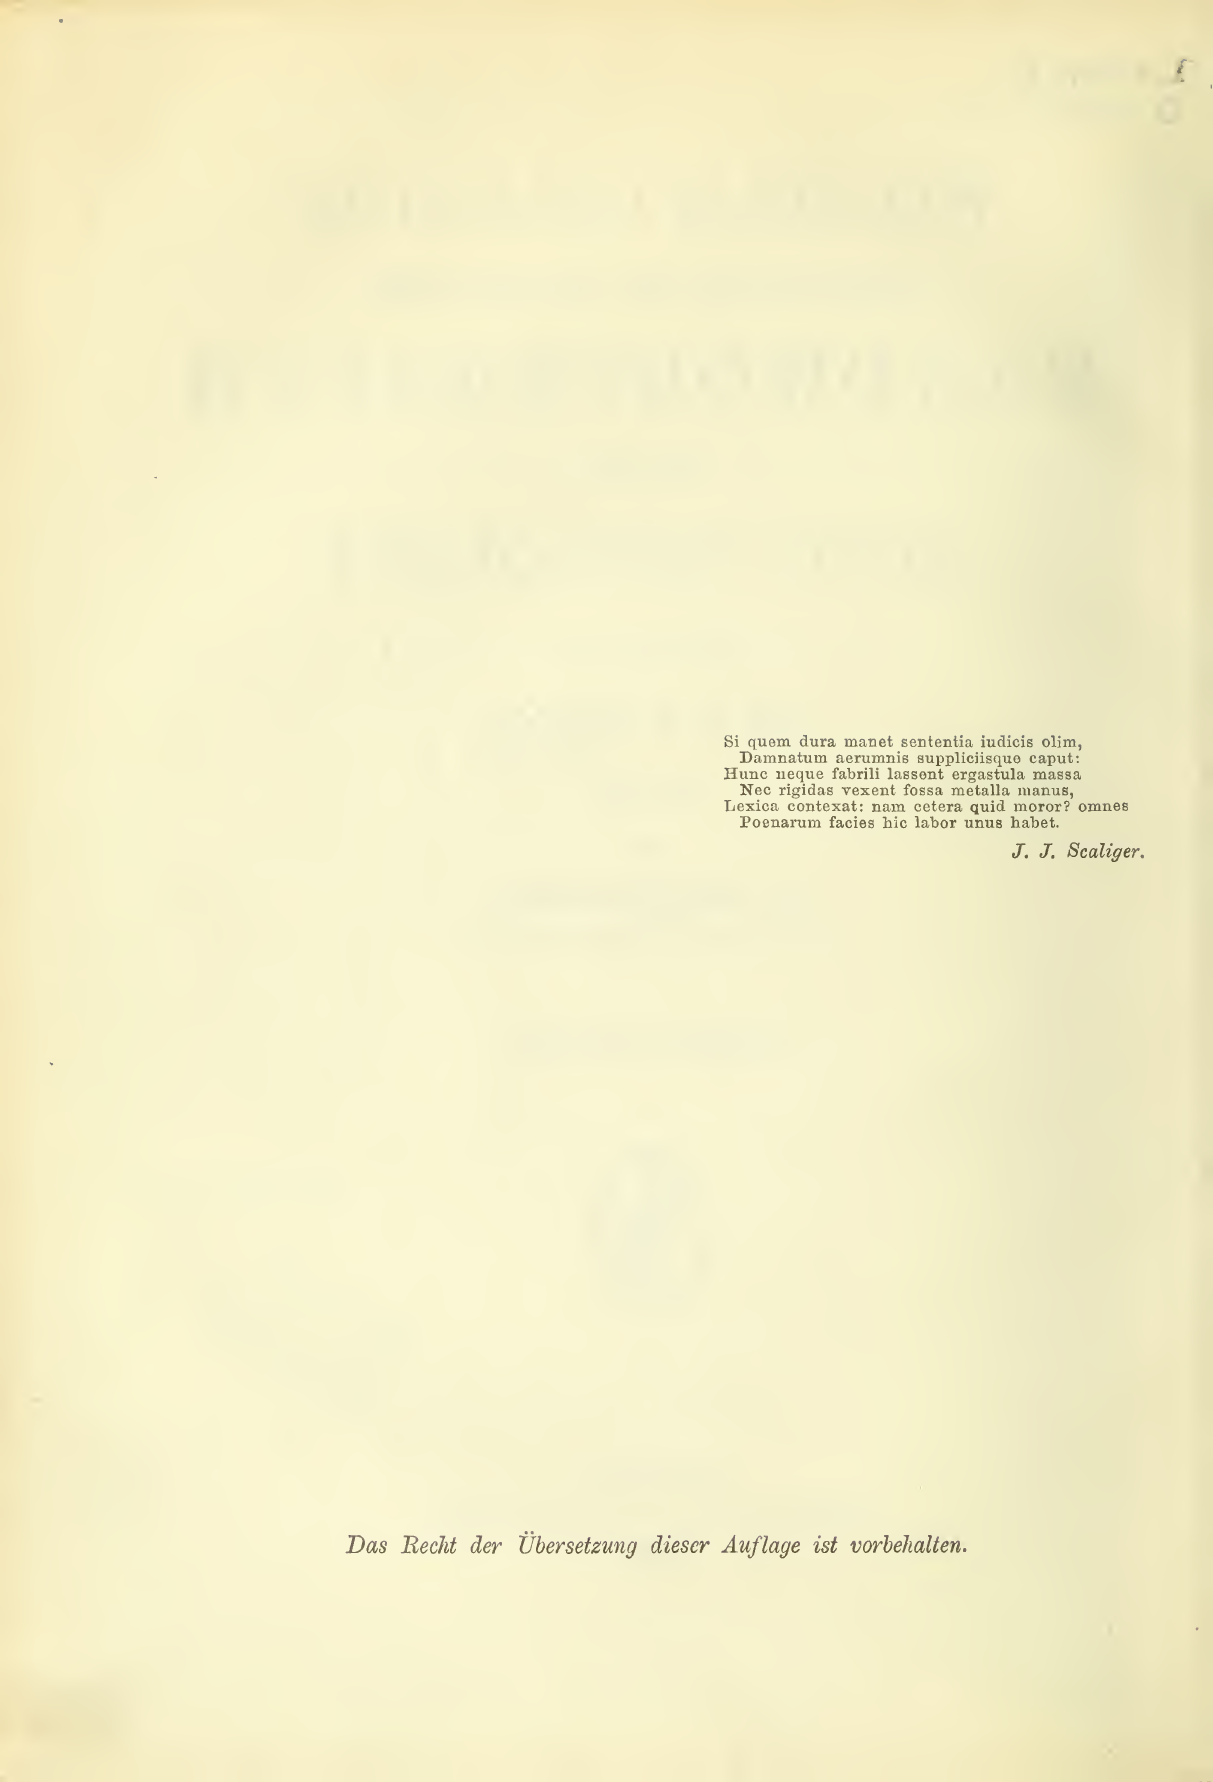 Si quem dura manet sententia iudicis olim,
Damnatum aerumnis suppliciisque caput:
Hunc neque fabrili lassent ergastula massa
Nec rigidas vexent fossa metalla manus,
Lexica contexat: nam cetera quid moror? omnes
Poenarum facies hic labor unus habet.
J. J. Scaliger.
Das Recht der Übersetzung dieser Auflage ist vorbehalten.